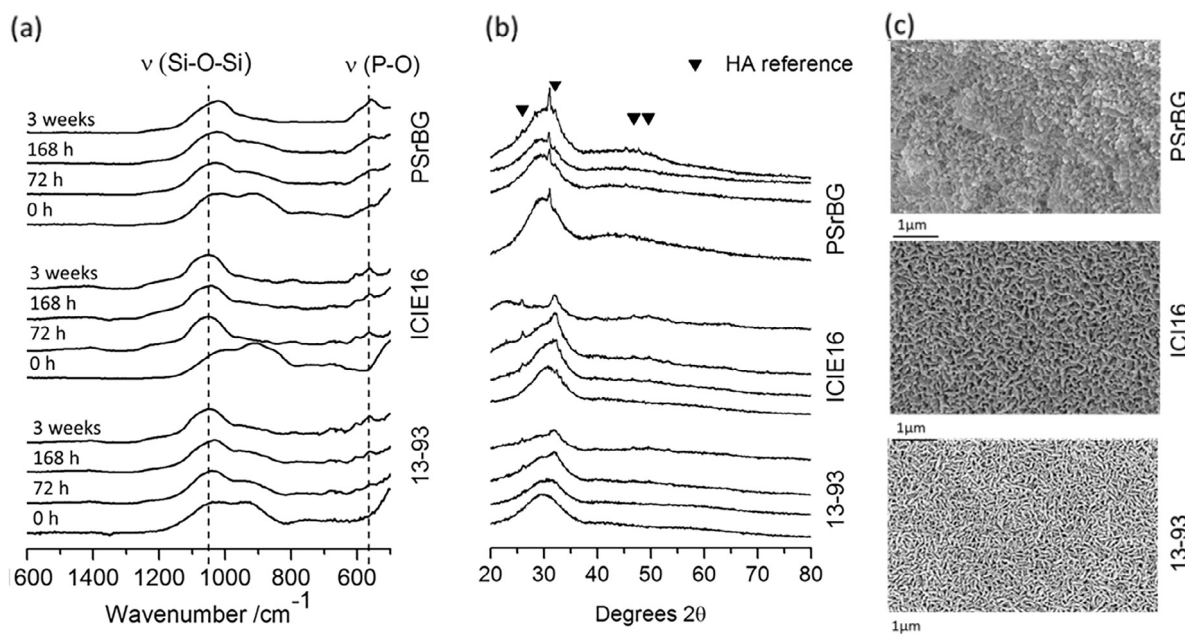 (a)
ν (Si-O-Si)
ν (P-O)
3 weeks
168 h
72 h
0 h
PSrBG
3 weeks
168 h
72 h
0 h
ICIE16
3 weeks
168 h
72 h
0 h
13-93
1600 1400 1200 1000 800 600
Wavenumber /cm⁻¹
(b)
▼ HA reference
PSrBG
ICIE16
13-93
20 30 40 50 60 70 80
Degrees 2θ
(c)
PSrBG
1μm
ICI16
1μm
13-93
1μm